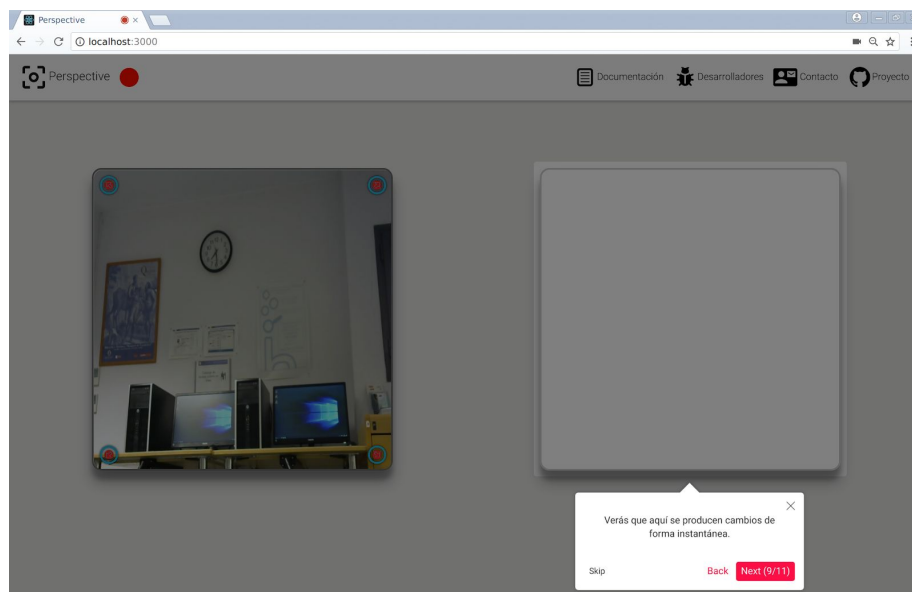 Perspective
localhost:3000
Perspective
Documentación
Desarrolladores
Contacto
Proyecto
Verás que aquí se producen cambios de
forma instantánea.
Skip
Back
Next (9/11)